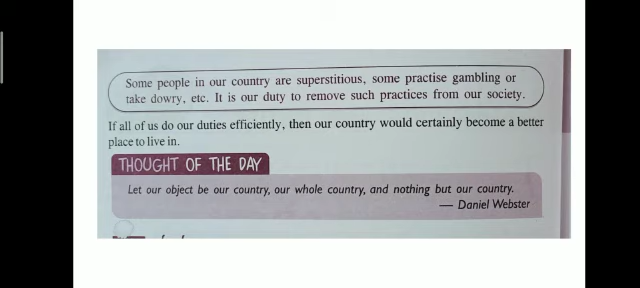 Some people in our country are superstitious, some practise gambling or
take dowry, etc. It is our duty to remove such practices from our society.
If all of us do our duties efficiently, then our country would certainly become a better
place to live in.
THOUGHT OF THE DAY
Let our object be our country, our whole country, and nothing but our country.
— Daniel Webster